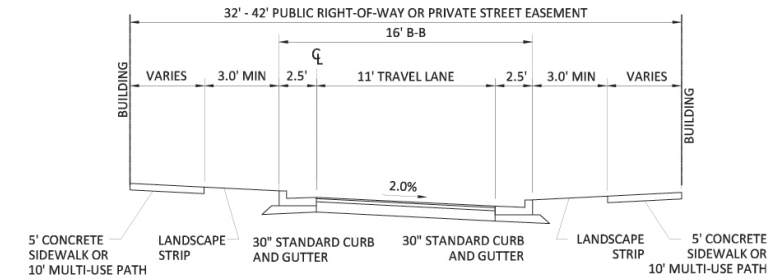 32' - 42' PUBLIC RIGHT-OF-WAY OR PRIVATE STREET EASEMENT
16' B-B
℄
VARIES
3.0' MIN
2.5'
11' TRAVEL LANE
2.5'
3.0' MIN
VARIES
BUILDING
BUILDING
2.0%
5' CONCRETE
SIDEWALK OR
10' MULTI-USE PATH
LANDSCAPE
STRIP
30" STANDARD CURB
AND GUTTER
30" STANDARD CURB
AND GUTTER
LANDSCAPE
STRIP
5' CONCRETE
SIDEWALK OR
10' MULTI-USE PATH